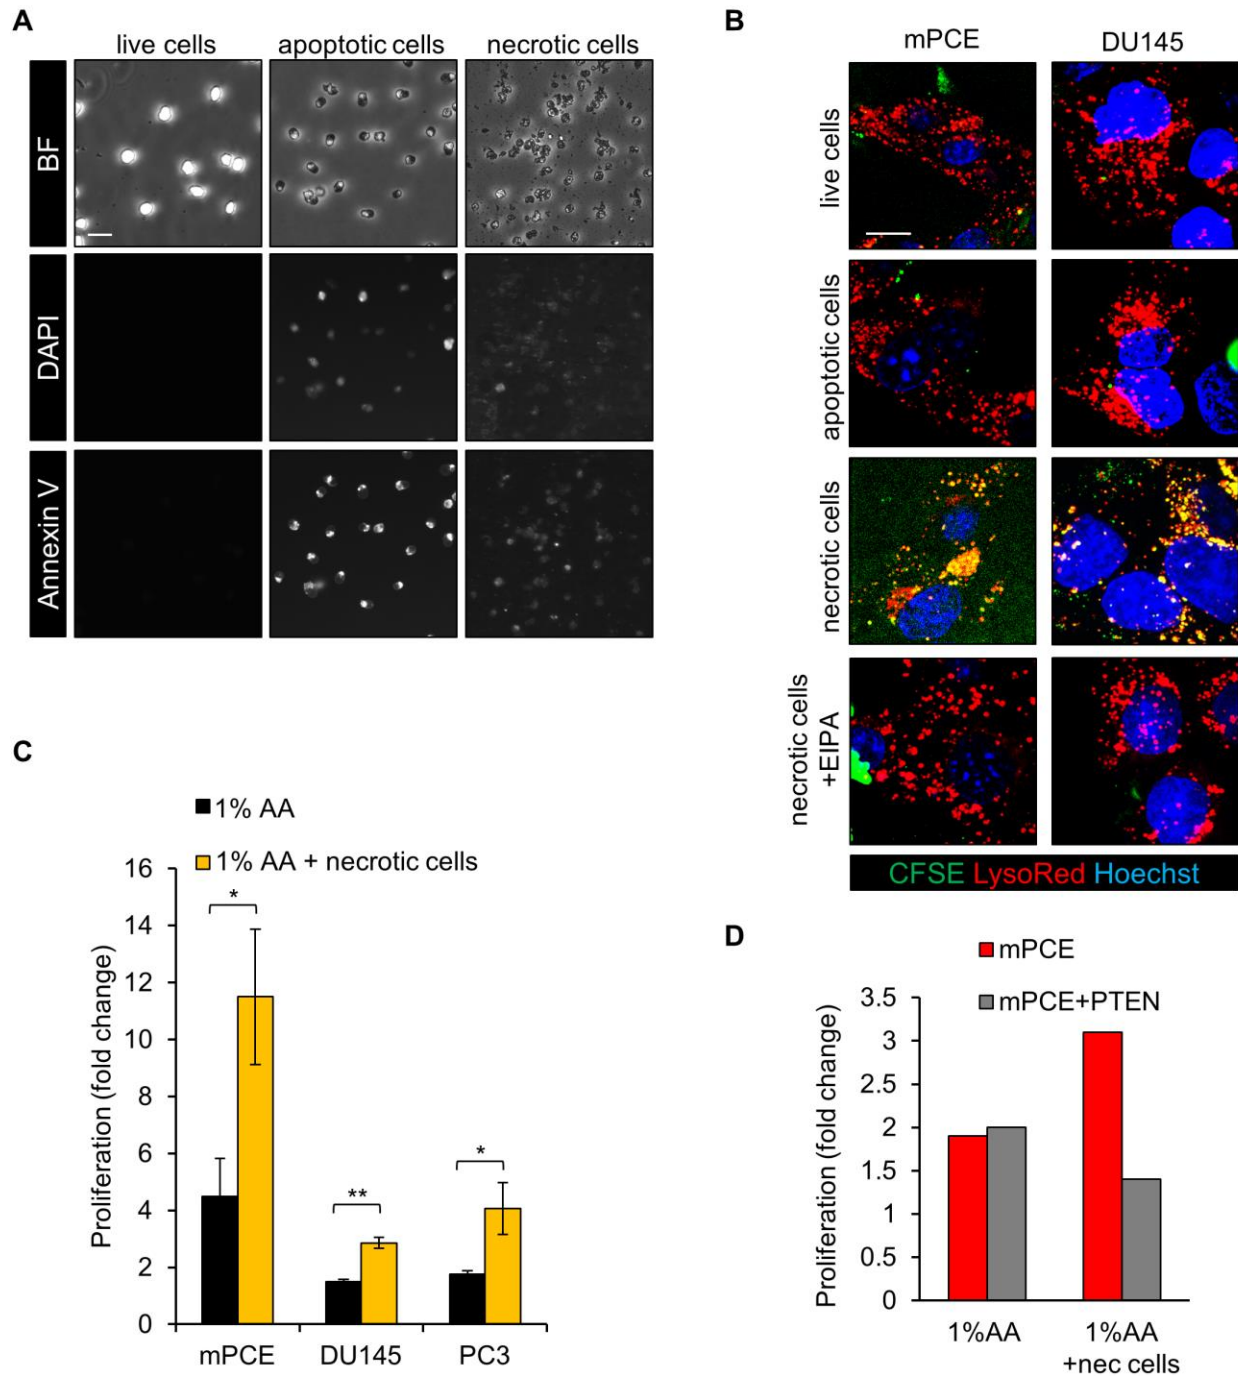 A
live cells
apoptotic cells
necrotic cells
BF
DAPI
Annexin V
B
mPCE
DU145
live cells
apoptotic cells
necrotic cells
necrotic cells
+EIPA
CFSE LysoRed Hoechst
C
1% AA
1% AA + necrotic cells
Proliferation (fold change)
16
14
12
10
8
6
4
2
0
*
**
*
mPCE
DU145
PC3
D
mPCE
mPCE+PTEN
Proliferation (fold change)
3.5
3
2.5
2
1.5
1
0.5
0
1%AA
1%AA
+nec cells